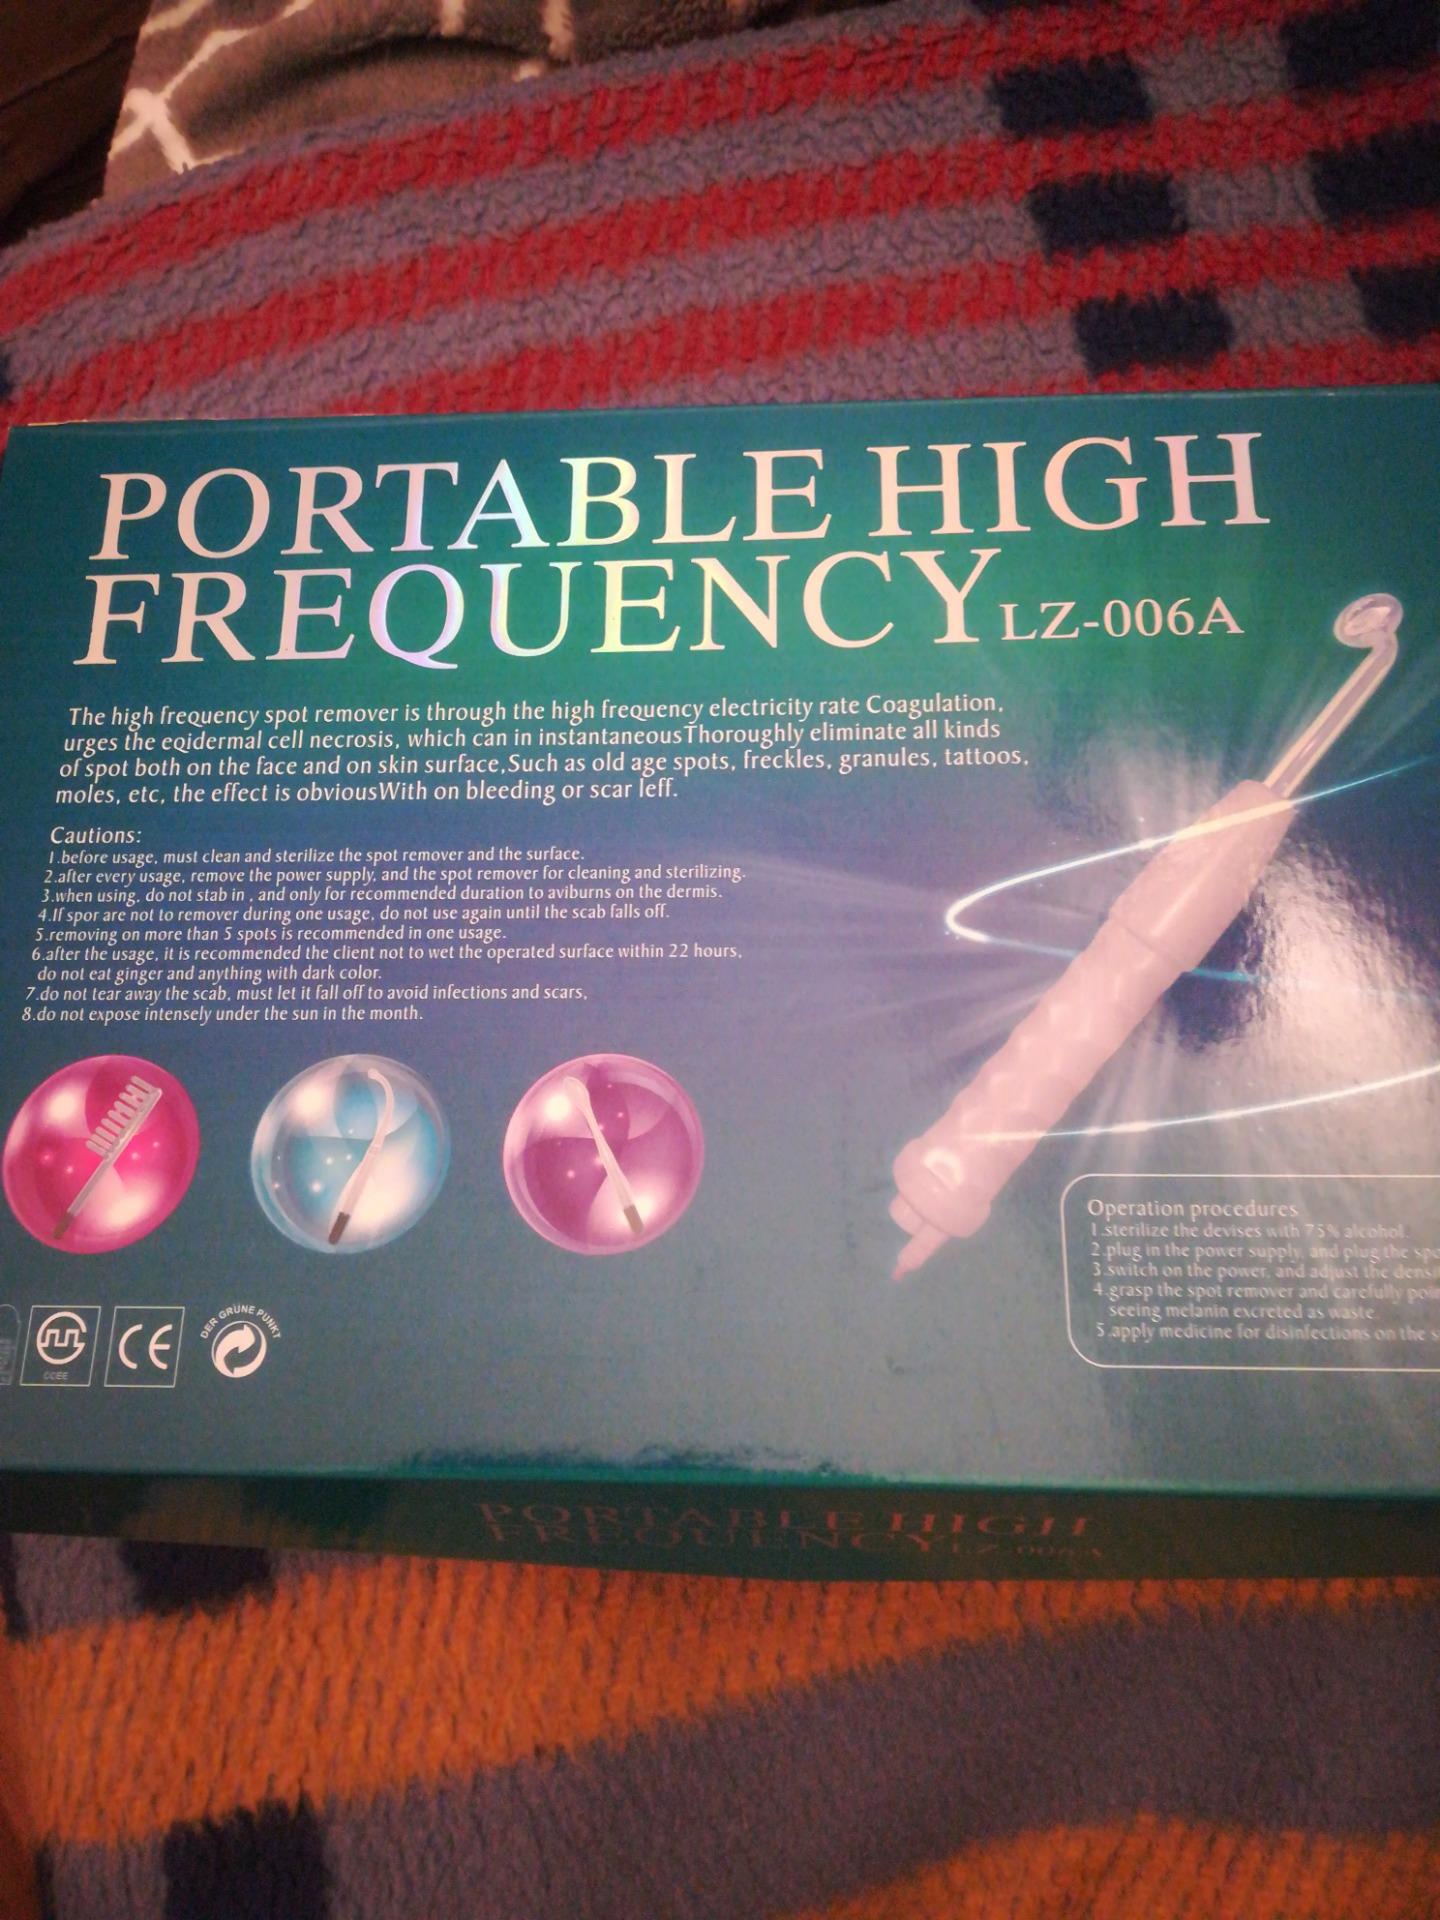 PORTABLE HIGH
FREQUENCY LZ-006A
The high frequency spot remover is through the high frequency electricity rate Coagulation,
urges the eqidermal cell necrosis, which can in instantaneousThoroughly eliminate all kinds
of spot both on the face and on skin surface,Such as old age spots, freckles, granules, tattoos,
moles, etc, the effect is obviousWith on bleeding or scar leff.
Cautions:
1.before usage, must clean and sterilize the spot remover and the surface.
2.after every usage, remove the power supply, and the spot remover for cleaning and sterilizing.
3.when using, do not stab in , and only for recommended duration to aviburns on the dermis.
4.If spor are not to remover during one usage, do not use again until the scab falls off.
5.removing on more than 5 spots is recommended in one usage.
6.after the usage, it is recommended the client not to wet the operated surface within 22 hours,
do not eat ginger and anything with dark color.
7.do not tear away the scab, must let it fall off to avoid infections and scars,
8.do not expose intensely under the sun in the month.
Operation procedures
1.sterilize the devises with 75% alcohol.
2.plug in the power supply, and plug the spo
3.switch on the power, and adjust the densi
4.grasp the spot remover and carefully poin
seeing melanin excreted as waste.
5.apply medicine for disinfections on the s
CCEE
CE
DER GRÜNE PUNKT
PORTABLE HIGH
FREQUENCY LZ-006A